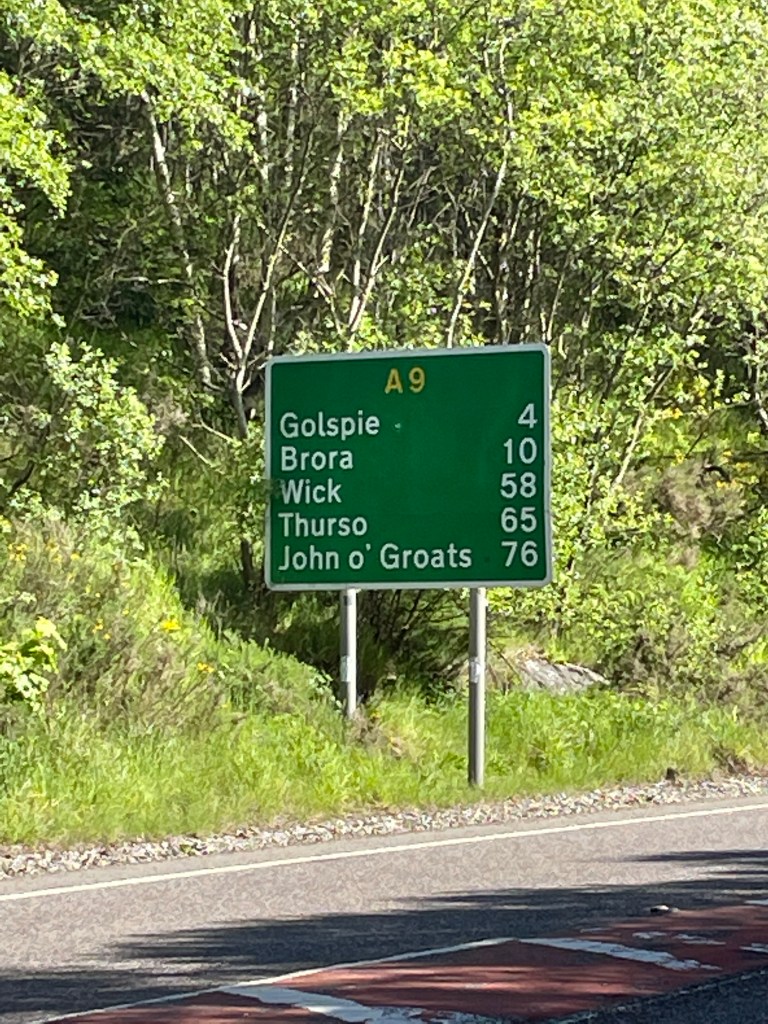 A9
Golspie 4
Brora 10
Wick 58
Thurso 65
John o' Groats 76